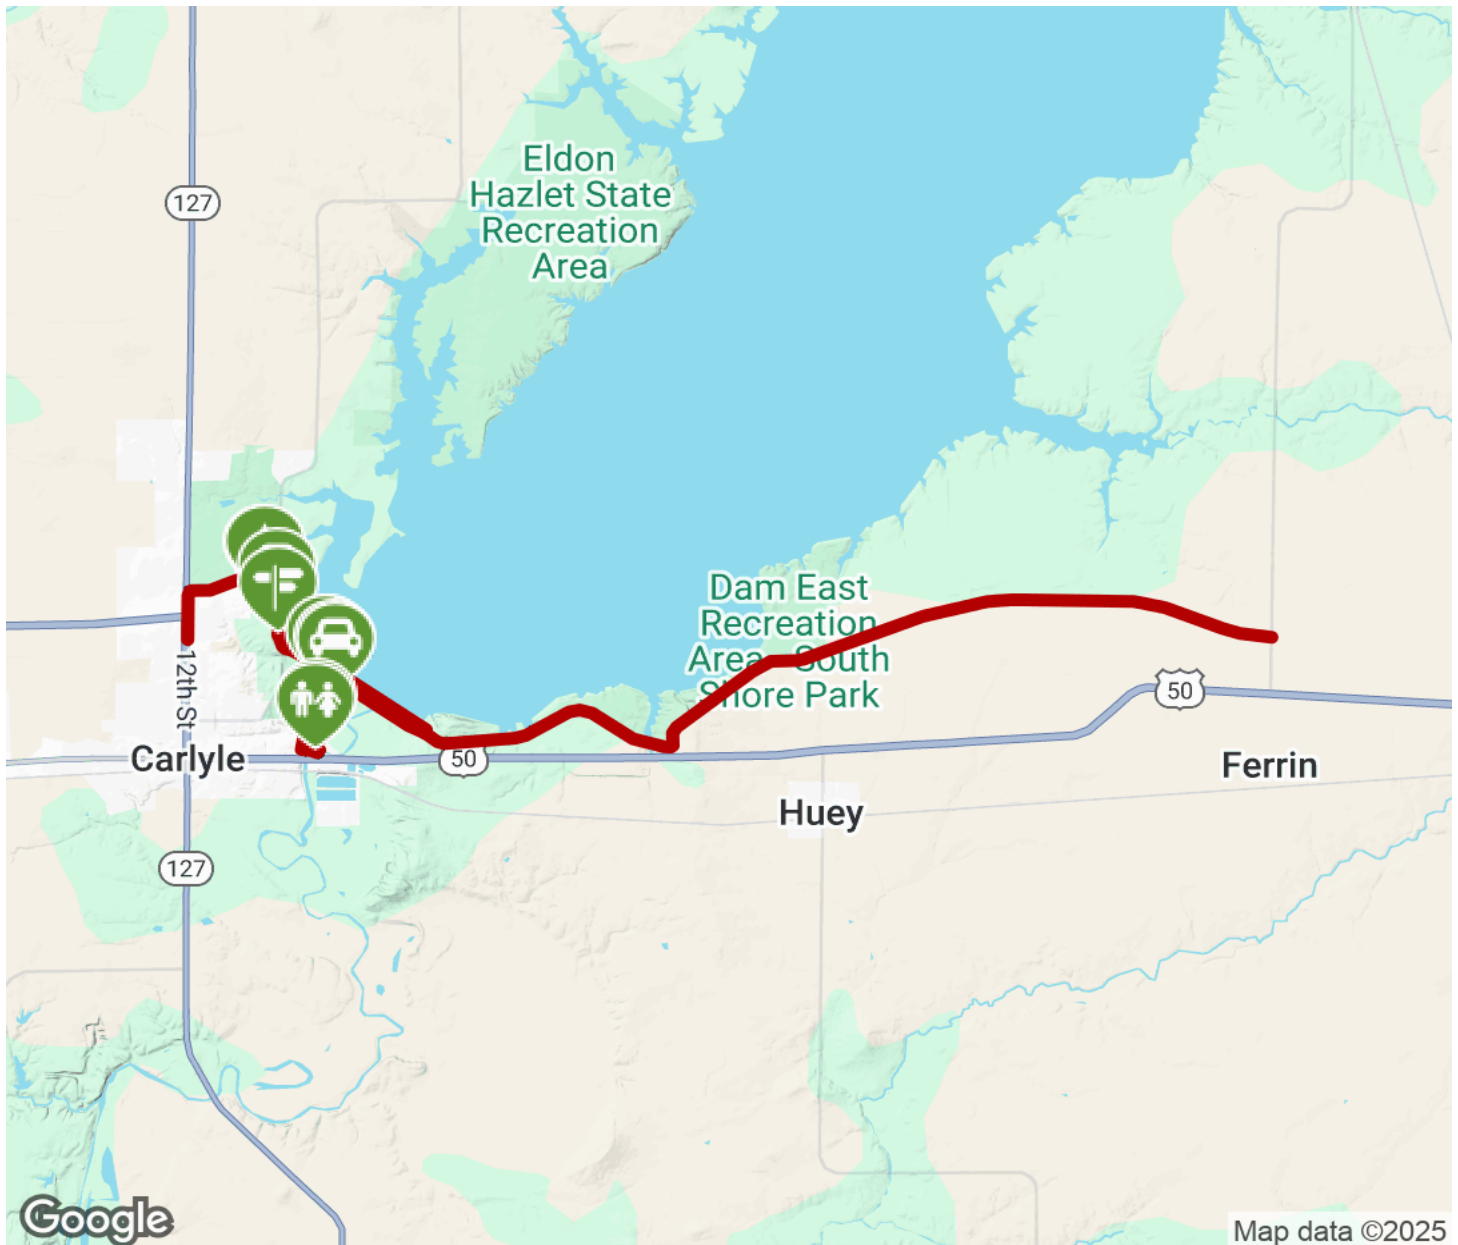 Eldon
Hazlet State
Recreation
Area
127
Dam East
Recreation
Area - South
Shore Park
12th St
50
50
Carlyle
Ferrin
Huey
127
Google
Map data ©2025